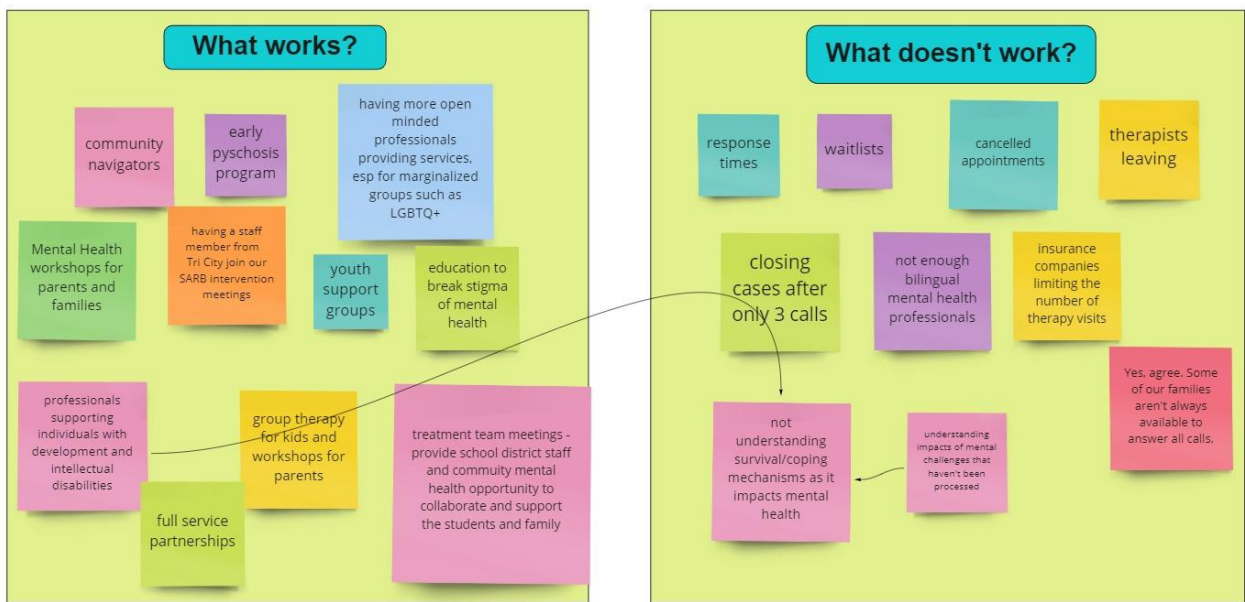 What works?
community
navigators
early
pyschosis
program
having more open
minded
professionals
providing services,
esp for marginalized
groups such as
LGBTQ+
Mental Health
workshops for
parents and
families
having a staff
member from
Tri City join our
SARB intervention
meetings
youth
support
groups
education to
break stigma
of mental
health
professionals
supporting
individuals with
development and
intellectual
disabilities
group therapy
for kids and
workshops for
parents
treatment team meetings -
provide school district staff
and commuity mental
health opportunity to
collaborate and support
the students and family
full service
partnerships
What doesn't work?
response
times
waitlists
cancelled
appointments
therapists
leaving
closing
cases after
only 3 calls
not enough
bilingual
mental health
professionals
insurance
companies
limiting the
number of
therapy visits
Yes, agree. Some
of our families
aren't always
available to
answer all calls.
not
understanding
survival/coping
mechanisms as it
impacts mental
health
understanding
impacts of mental
challenges that
haven't been
processed